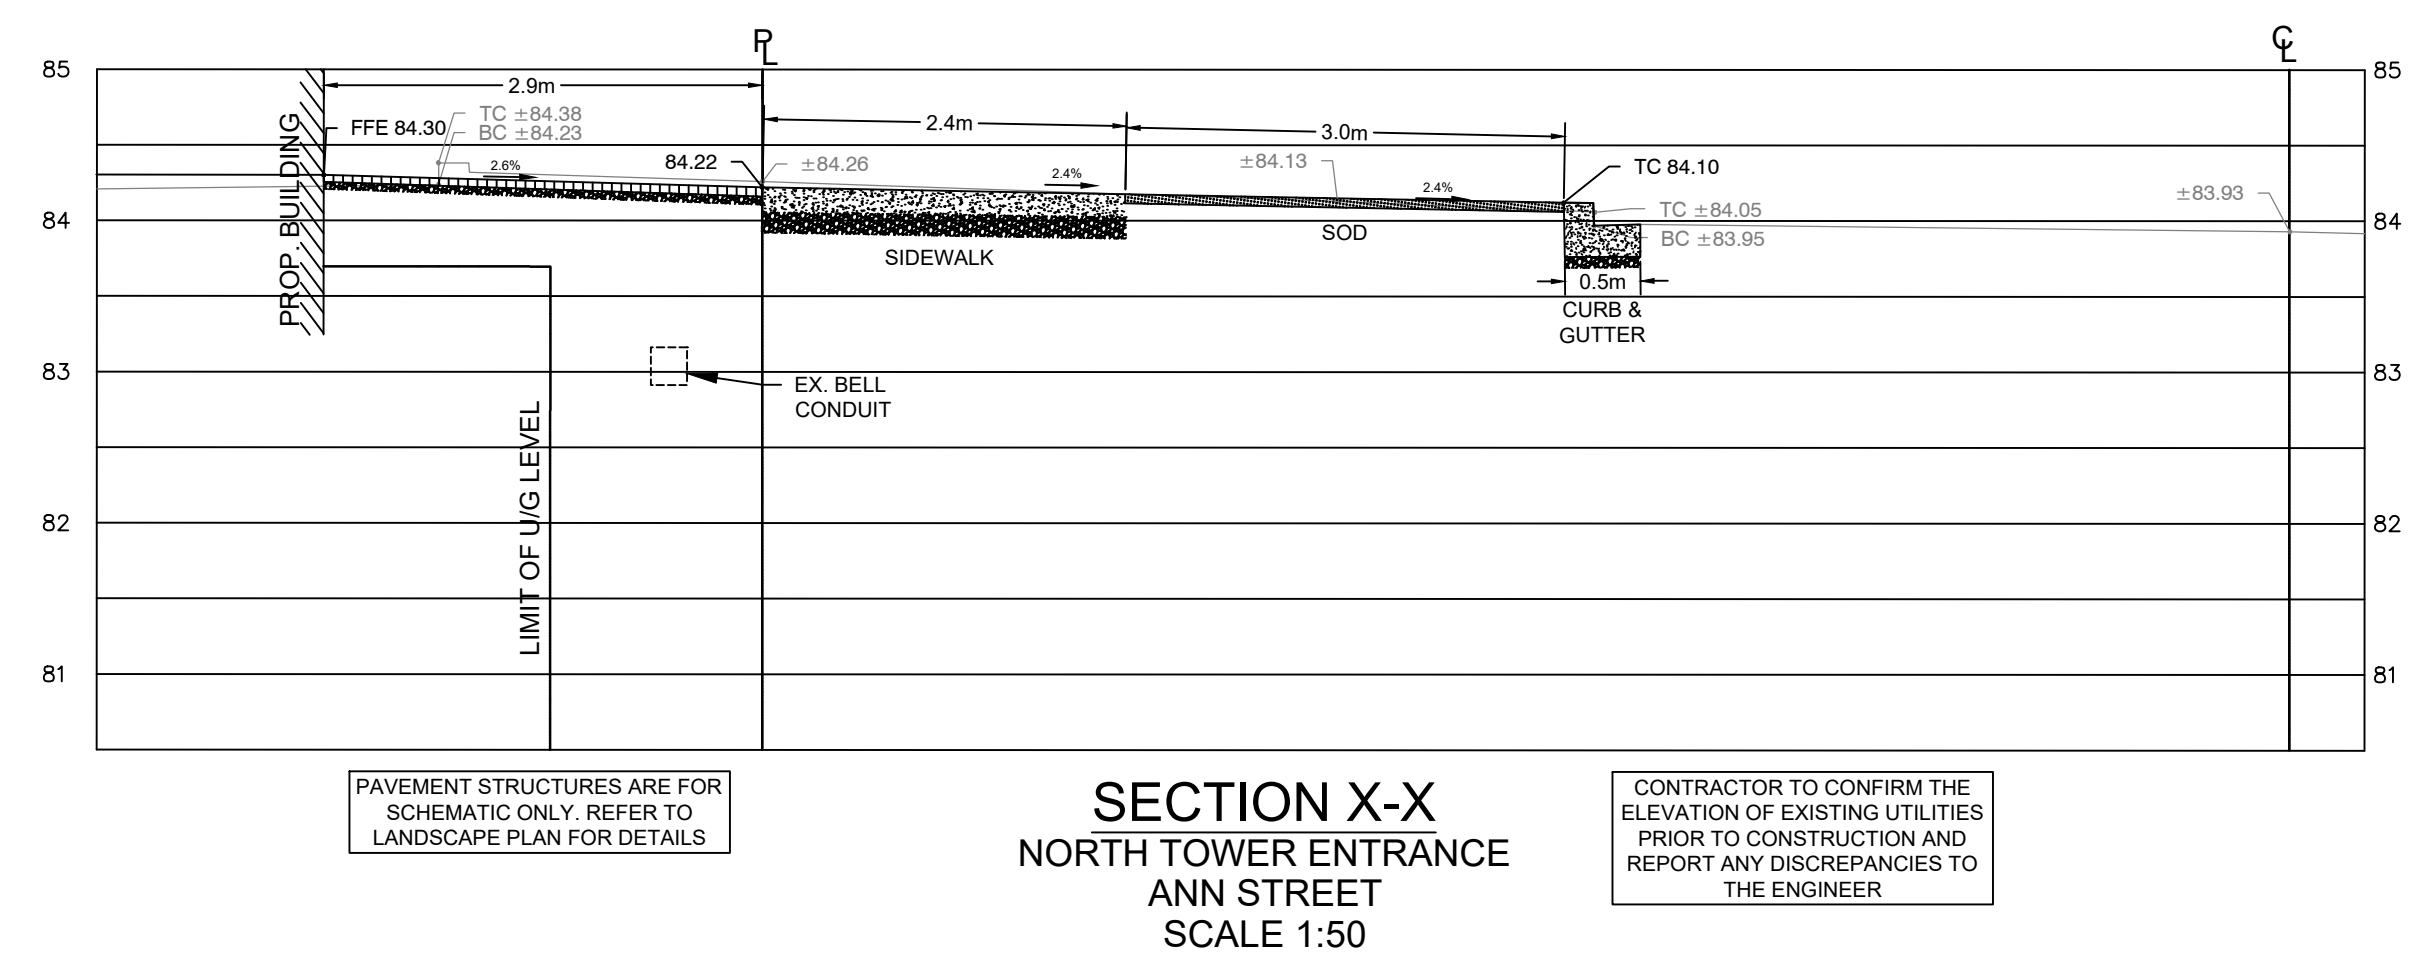 PL
CL
85
85
2.9m
TC ±84.38
BC ±84.23
FFE 84.30
2.4m
3.0m
PROP. BUILDING
2.6%
84.22
±84.26
2.4%
±84.13
2.4%
TC 84.10
±83.93
TC ±84.05
BC ±83.95
84
84
SIDEWALK
SOD
0.5m
CURB &
GUTTER
83
83
EX. BELL
CONDUIT
LIMIT OF U/G LEVEL
82
82
81
81
PAVEMENT STRUCTURES ARE FOR
SCHEMATIC ONLY. REFER TO
LANDSCAPE PLAN FOR DETAILS
SECTION X-X
NORTH TOWER ENTRANCE
ANN STREET
SCALE 1:50
CONTRACTOR TO CONFIRM THE
ELEVATION OF EXISTING UTILITIES
PRIOR TO CONSTRUCTION AND
REPORT ANY DISCREPANCIES TO
THE ENGINEER